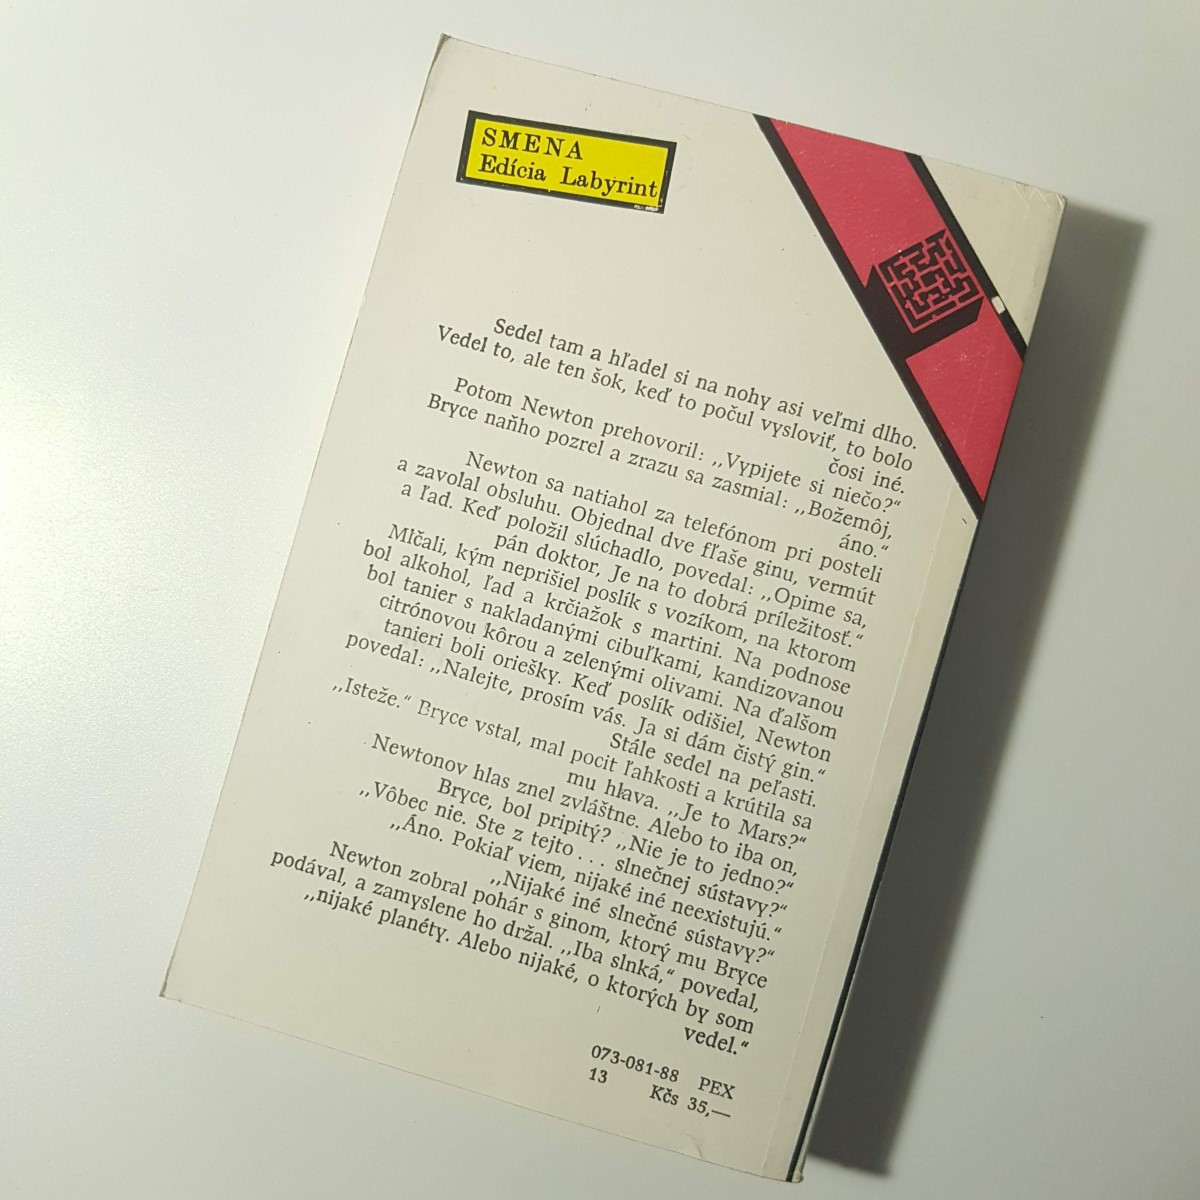 SMENA
Edícia Labyrint
Sedel tam a hľadel si na nohy asi veľmi dlho.
Vedel to, ale ten šok, keď to počul vysloviť, to bolo
čosi iné.
Potom Newton prehovoril: „Vypijete si niečo?“
Bryce naňho pozrel a zrazu sa zasmial: „Božemôj,
áno.“
Newton sa natiahol za telefónom pri posteli
a zavolal obsluhu. Objednal dve fľaše ginu, vermút
a ľad. Keď položil slúchadlo, povedal: „Opime sa,
pán doktor, Je na to dobrá príležitosť.“
Mlčali, kým neprišiel poslík s vozíkom, na ktorom
bol alkohol, ľad a krčiažok s martini. Na podnose
bol tanier s nakladanými cibuľkami, kandizovanou
citrónovou kôrou a zelenými olivami. Na ďalšom
tanieri boli oriešky. Keď poslík odišiel, Newton
povedal: „Nalejte, prosím vás. Ja si dám čistý gin.“
Stále sedel na peľasti.
„Isteže.“ Bryce vstal, mal pocit ľahkosti a krútila sa
mu hlava. „Je to Mars?“
Newtonov hlas znel zvláštne. Alebo to iba on,
Bryce, bol pripitý? „Nie je to jedno?“
„Vôbec nie. Ste z tejto . . . slnečnej sústavy?“
„Áno. Pokiaľ viem, nijaké iné neexistujú.“
„Nijaké iné slnečné sústavy?“
Newton zobral pohár s ginom, ktorý mu Bryce
podával, a zamyslene ho držal. „Iba slnká,“ povedal,
„nijaké planéty. Alebo nijaké, o ktorých by som
vedel.“
073-081-88 PEX
13 Kčs 35,—